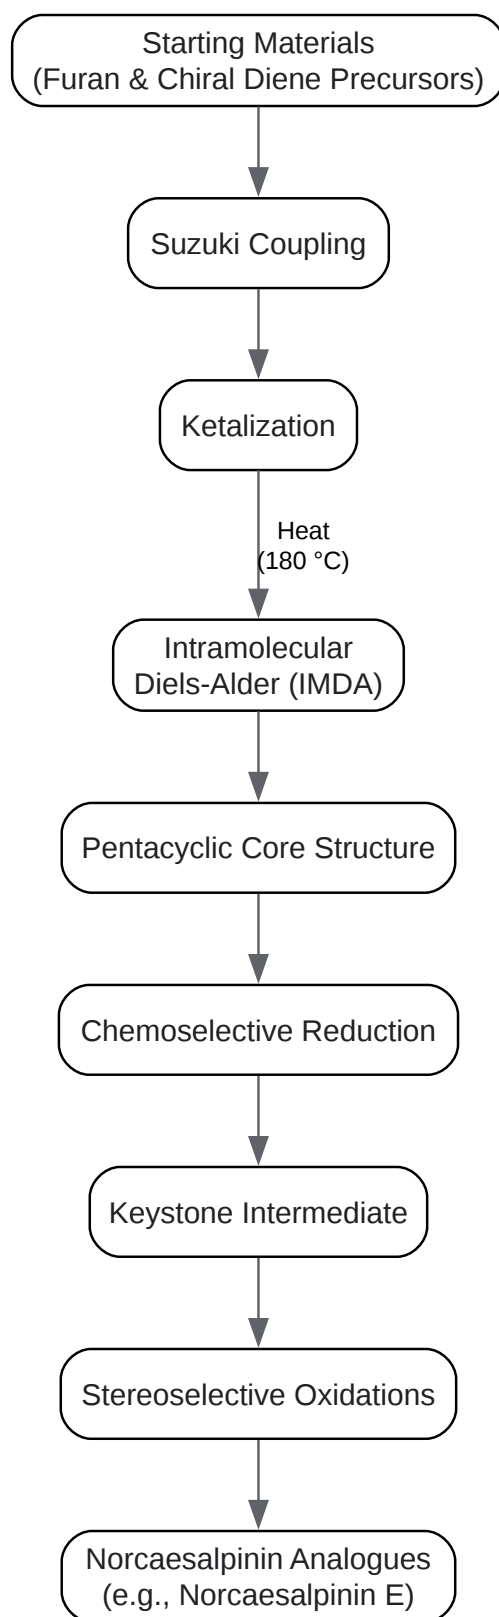 Starting Materials
(Furan & Chiral Diene Precursors)
Suzuki Coupling
Ketalization
Heat
(180 °C)
Intramolecular
Diels-Alder (IMDA)
Pentacyclic Core Structure
Chemoselective Reduction
Keystone Intermediate
Stereoselective Oxidations
Norcaesalpinin Analogues
(e.g., Norcaesalpinin E)